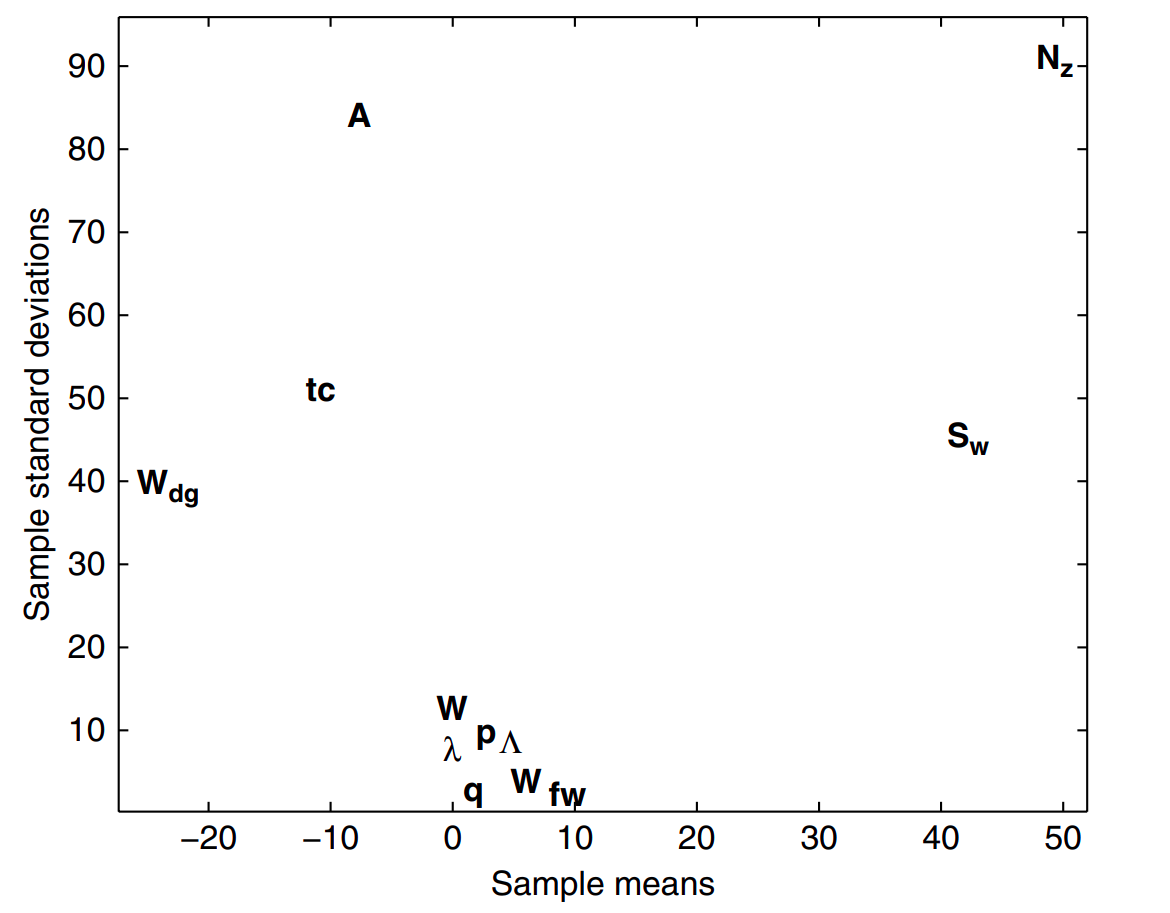 90
80
70
60
50
40
30
20
10
Sample standard deviations
N_z
A
tc
S_w
W_dg
W
p Λ
λ
W_fw
q
−20 −10 0 10 20 30 40 50
Sample means